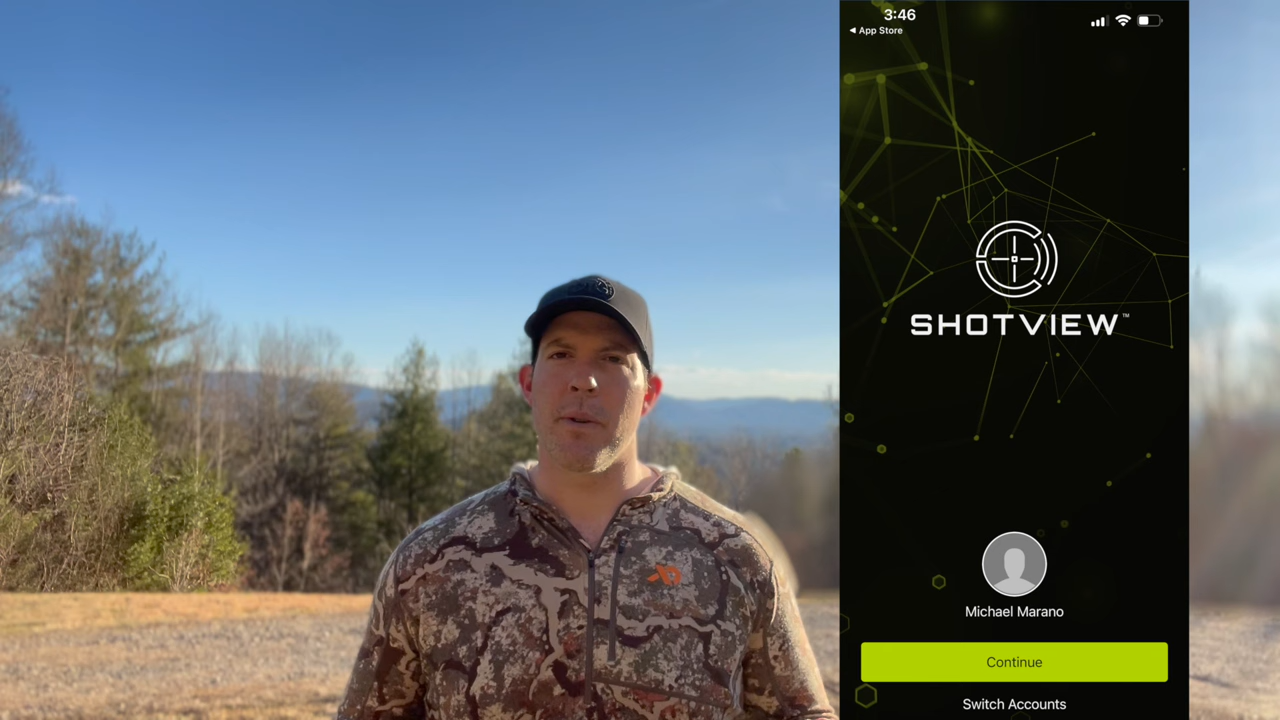 3:46
◀ App Store
SHOTVIEW™
Michael Marano
Continue
Switch Accounts